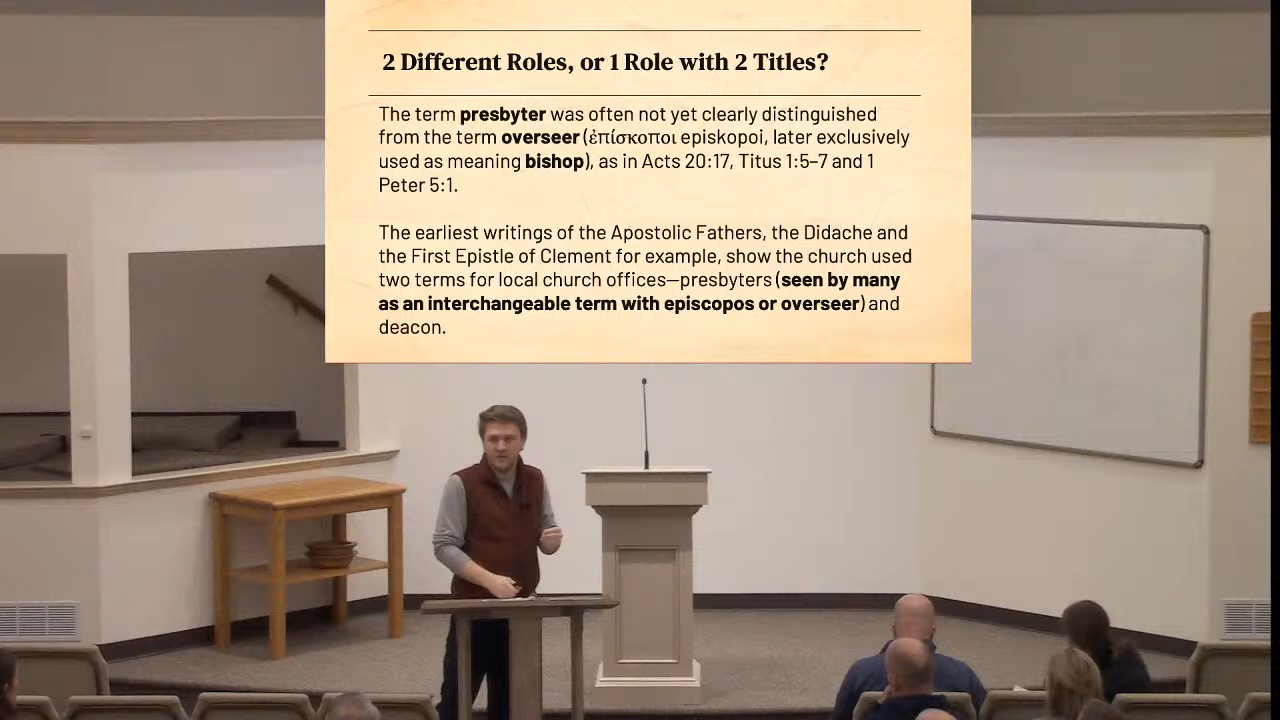 2 Different Roles, or 1 Role with 2 Titles?
The term presbyter was often not yet clearly distinguished
from the term overseer (ἐπίσκοποι episkopoi, later exclusively
used as meaning bishop), as in Acts 20:17, Titus 1:5–7 and 1
Peter 5:1.
The earliest writings of the Apostolic Fathers, the Didache and
the First Epistle of Clement for example, show the church used
two terms for local church offices—presbyters (seen by many
as an interchangeable term with episcopos or overseer) and
deacon.